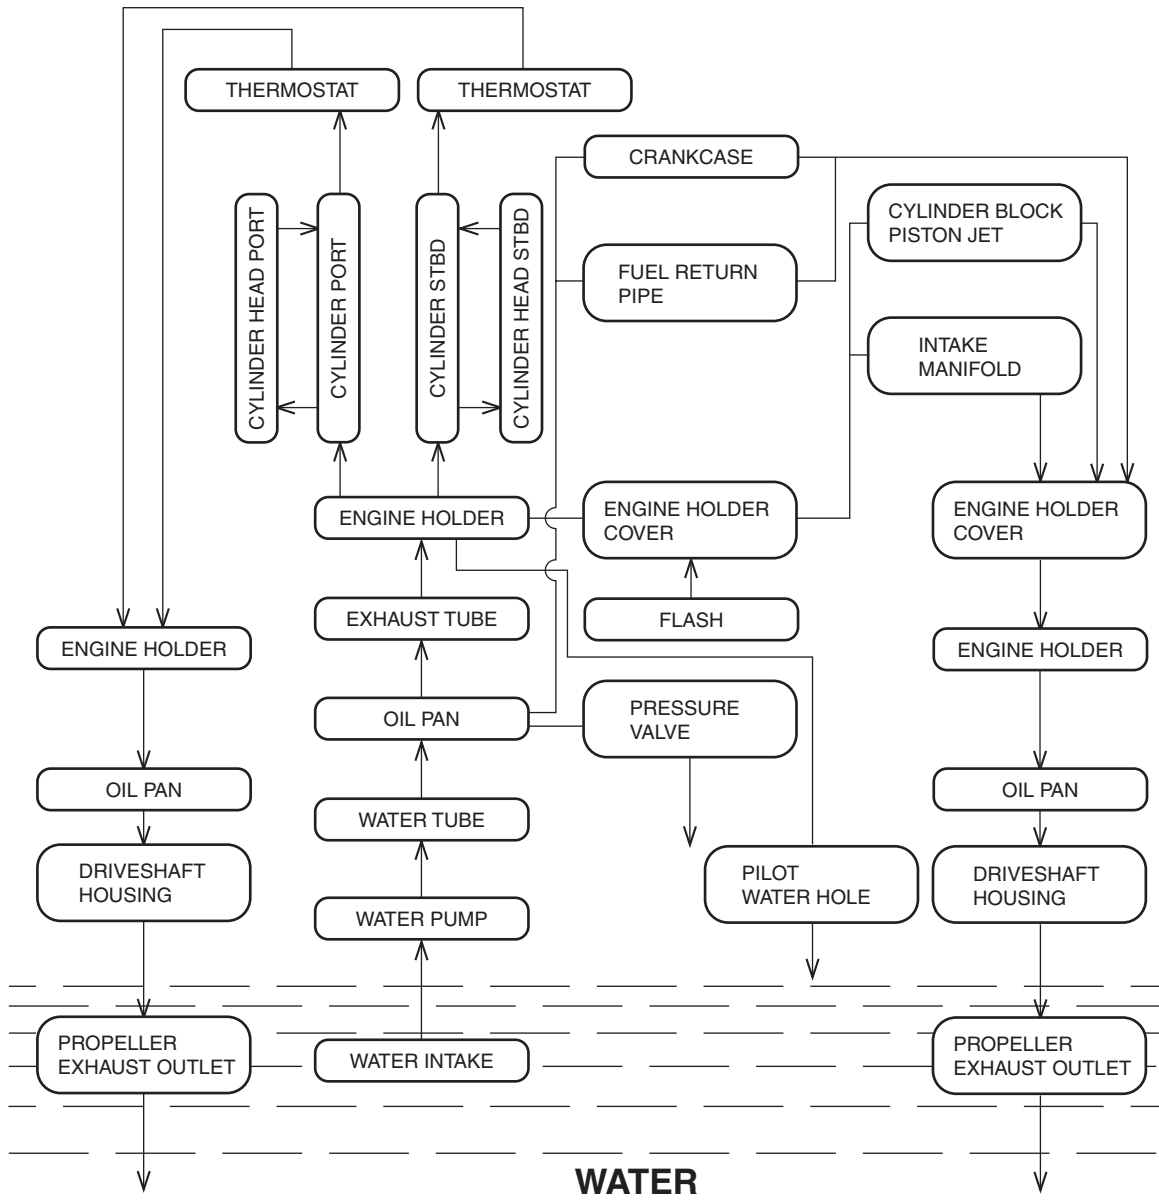 THERMOSTAT
THERMOSTAT
CRANKCASE
CYLINDER HEAD PORT
CYLINDER PORT
CYLINDER STBD
CYLINDER HEAD STBD
CYLINDER BLOCK
PISTON JET
FUEL RETURN
PIPE
INTAKE
MANIFOLD
ENGINE HOLDER
ENGINE HOLDER
COVER
ENGINE HOLDER
COVER
EXHAUST TUBE
FLASH
ENGINE HOLDER
ENGINE HOLDER
OIL PAN
PRESSURE
VALVE
OIL PAN
WATER TUBE
OIL PAN
DRIVESHAFT
HOUSING
WATER PUMP
PILOT
WATER HOLE
DRIVESHAFT
HOUSING
PROPELLER
EXHAUST OUTLET
WATER INTAKE
PROPELLER
EXHAUST OUTLET
WATER